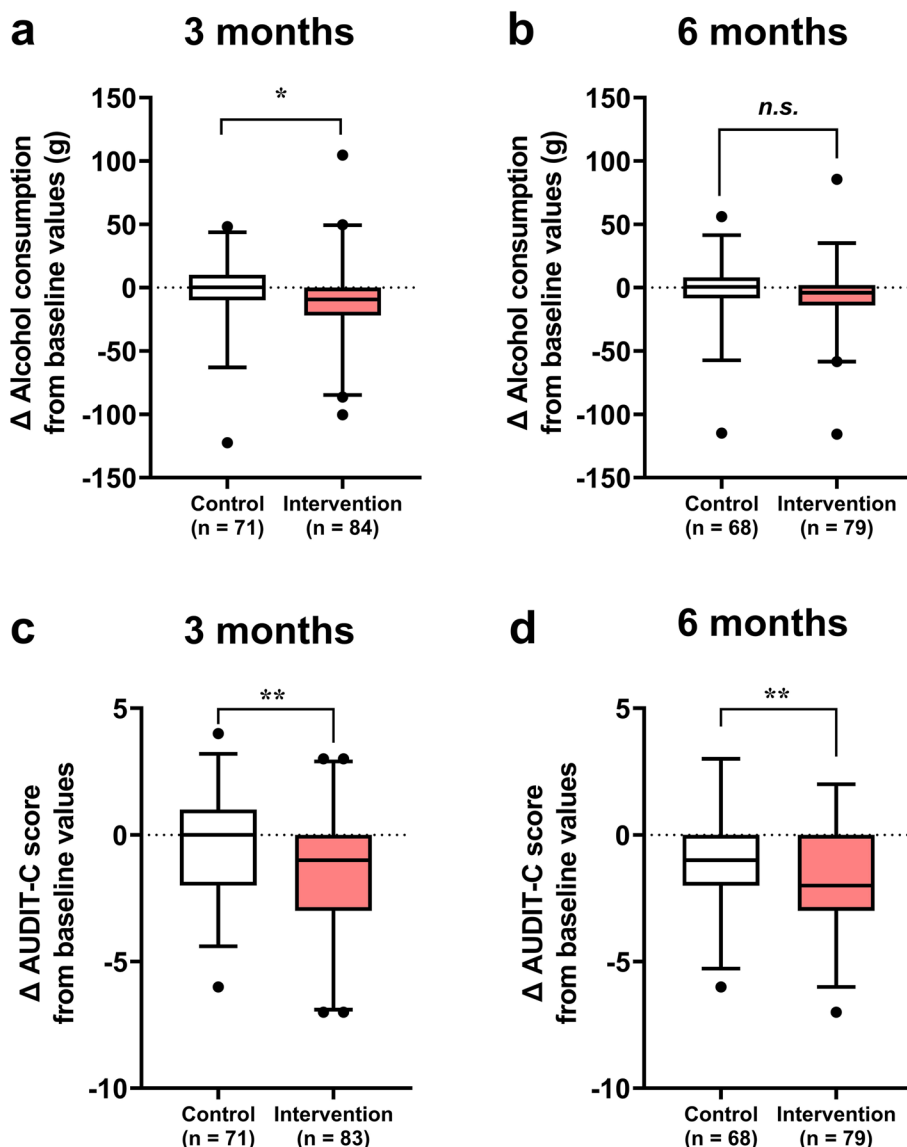 a
3 months
Δ Alcohol consumption
from baseline values (g)
150
100
50
0
-50
-100
-150
*
Control
(n = 71)
Intervention
(n = 84)
b
6 months
Δ Alcohol consumption
from baseline values (g)
150
100
50
0
-50
-100
-150
n.s.
Control
(n = 68)
Intervention
(n = 79)
c
3 months
Δ AUDIT-C score
from baseline values
5
0
-5
-10
**
Control
(n = 71)
Intervention
(n = 83)
d
6 months
Δ AUDIT-C score
from baseline values
5
0
-5
-10
**
Control
(n = 68)
Intervention
(n = 79)